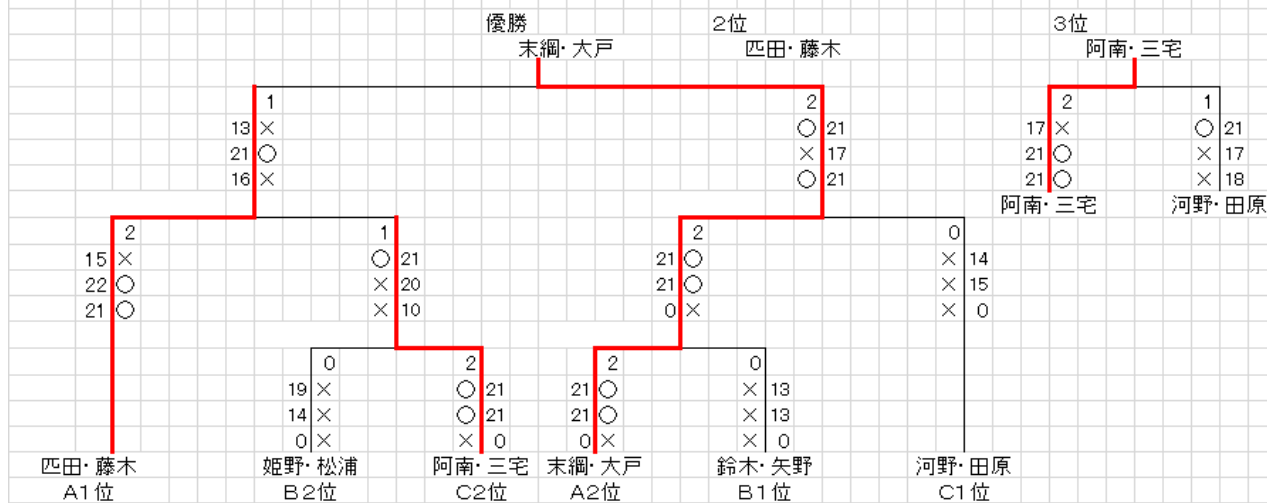 優勝 2位 3位
末綱・大戸 匹田・藤木 阿南・三宅
1 2 2 1
13 × ○ 21 17 × ○ 21
21 ○ × 17 21 ○ × 17
16 × ○ 21 21 ○ × 18
阿南・三宅 河野・田原
2 1 2 0
15 × ○ 21 21 ○ × 14
22 ○ × 20 21 ○ × 15
21 ○ × 10 0 × × 0
0 2 2 0
19 × ○ 21 21 ○ × 13
14 × ○ 21 21 ○ × 13
0 × × 0 0 × × 0
匹田・藤木 姫野・松浦 阿南・三宅 末綱・大戸 鈴木・矢野 河野・田原
A1位 B2位 C2位 A2位 B1位 C1位